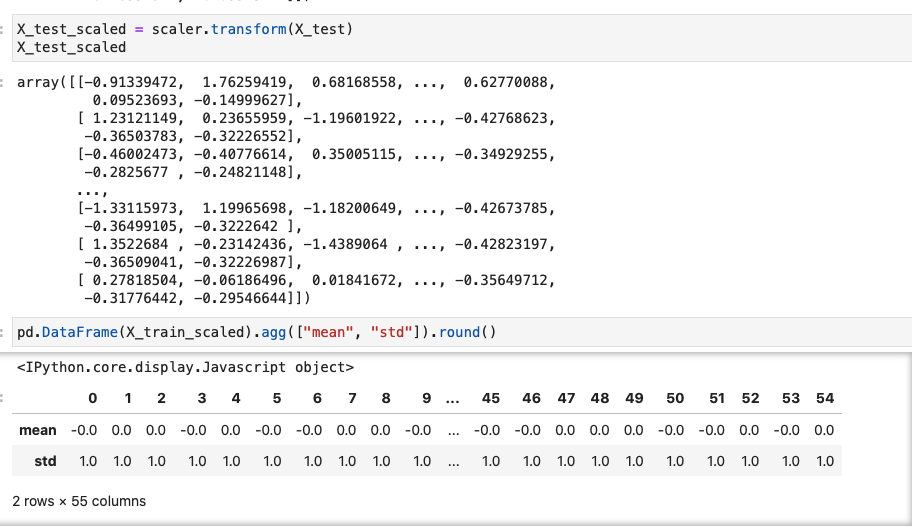 X_test_scaled = scaler.transform(X_test)
X_test_scaled
array([[-0.91339472,  1.76259419,  0.68168558, ...,  0.62770088,
         0.09523693, -0.14999627],
       [ 1.23121149,  0.23655959, -1.19601922, ..., -0.42768623,
        -0.36503783, -0.32226552],
       [-0.46002473, -0.40776614,  0.35005115, ..., -0.34929255,
        -0.2825677 , -0.24821148],
       ...,
       [-1.33115973,  1.19965698, -1.18200649, ..., -0.42673785,
        -0.36499105, -0.3222642 ],
       [ 1.3522684 , -0.23142436, -1.4389064 , ..., -0.42823197,
        -0.36509041, -0.32226987],
       [ 0.27818504, -0.06186496,  0.01841672, ..., -0.35649712,
        -0.31776442, -0.29546644]])
pd.DataFrame(X_train_scaled).agg(["mean", "std"]).round()
<IPython.core.display.Javascript object>
0 1 2 3 4 5 6 7 8 9 ... 45 46 47 48 49 50 51 52 53 54
mean -0.0 0.0 0.0 -0.0 0.0 -0.0 -0.0 0.0 0.0 -0.0 ... -0.0 -0.0 0.0 0.0 0.0 -0.0 -0.0 0.0 -0.0 0.0
std 1.0 1.0 1.0 1.0 1.0 1.0 1.0 1.0 1.0 1.0 ... 1.0 1.0 1.0 1.0 1.0 1.0 1.0 1.0 1.0 1.0
2 rows × 55 columns